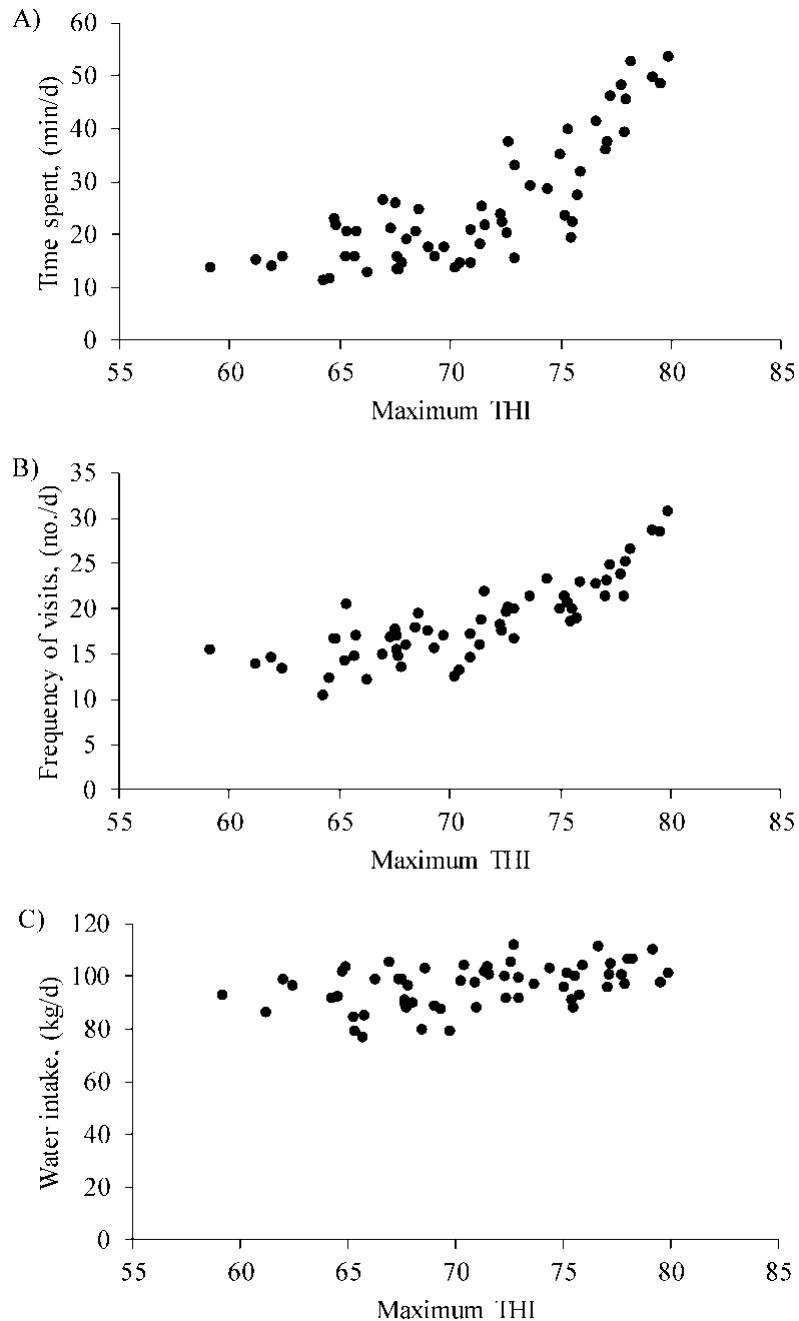 A)
60
50
40
30
20
10
0
Time spent, (min/d)
55 60 65 70 75 80 85
Maximum THI
B)
35
30
25
20
15
10
5
0
Frequency of visits, (no./d)
55 60 65 70 75 80 85
Maximum THI
C)
120
100
80
60
40
20
0
Water intake, (kg/d)
55 60 65 70 75 80 85
Maximum THI